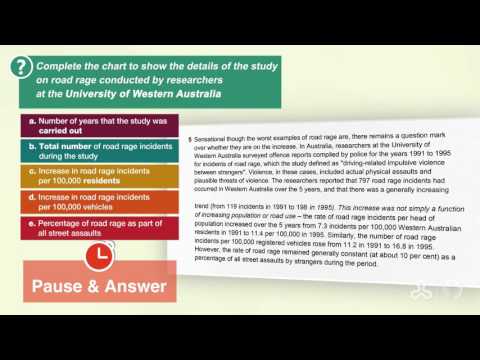 Complete the chart to show the details of the study
on road rage conducted by researchers
at the University of Western Australia
a. Number of years that the study was
carried out
b. Total number of road rage incidents
during the study
c. Increase in road rage incidents
per 100,000 residents
d. Increase in road rage incidents
per 100,000 vehicles
e. Percentage of road rage as part of
all street assaults
Pause & Answer
5 Sensational though the worst examples of road rage are, there remains a question mark
over whether they are on the increase. In Australia, researchers at the University of
Western Australia surveyed offence reports compiled by police for the years 1991 to 1995
for incidents of road rage, which the study defined as "driving-related impulsive violence
between strangers". Violence, in these cases, included actual physical assaults and
plausible threats of violence. The researchers reported that 797 road rage incidents had
occurred in Western Australia over the 5 years, and that there was a generally increasing
trend (from 119 incidents in 1991 to 198 in 1995). This increase was not simply a function
of increasing population or road use – the rate of road rage incidents per head of
population increased over the 5 years from 7.3 incidents per 100,000 Western Australian
residents in 1991 to 11.4 per 100,000 in 1995. Similarly, the number of road rage
incidents per 100,000 registered vehicles rose from 11.2 in 1991 to 16.8 in 1995.
However, the rate of road rage remained generally constant (at about 10 per cent) as a
percentage of all street assaults by strangers during the period.